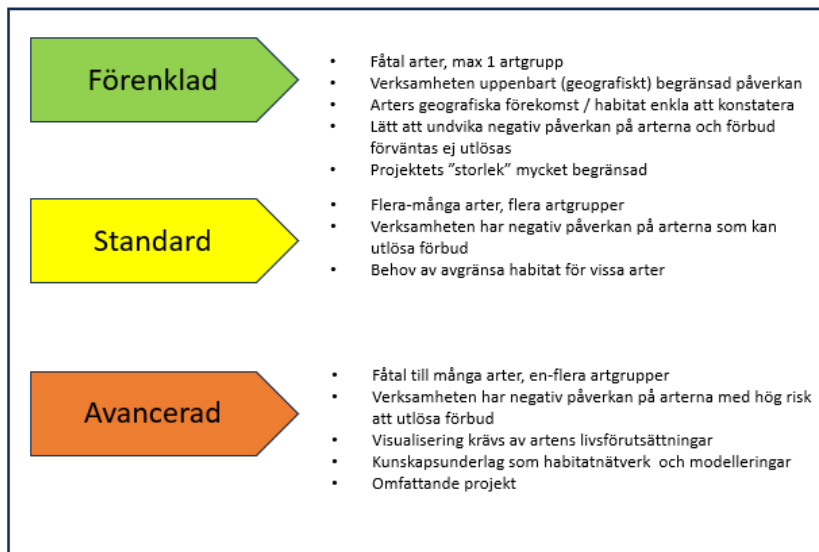 Förenklad
• Fåtal arter, max 1 artgrupp
• Verksamheten uppenbart (geografiskt) begränsad påverkan
• Arters geografiska förekomst / habitat enkla att konstatera
• Lätt att undvika negativ påverkan på arterna och förbud
förväntas ej utlösas
• Projektets ”storlek” mycket begränsad
Standard
• Flera-många arter, flera artgrupper
• Verksamheten har negativ påverkan på arterna som kan
utlösa förbud
• Behov av avgränsa habitat för vissa arter
Avancerad
• Fåtal till många arter, en-flera artgrupper
• Verksamheten har negativ påverkan på arterna med hög risk
att utlösa förbud
• Visualisering krävs av artens livsförutsättningar
• Kunskapsunderlag som habitatnätverk och modelleringar
• Omfattande projekt